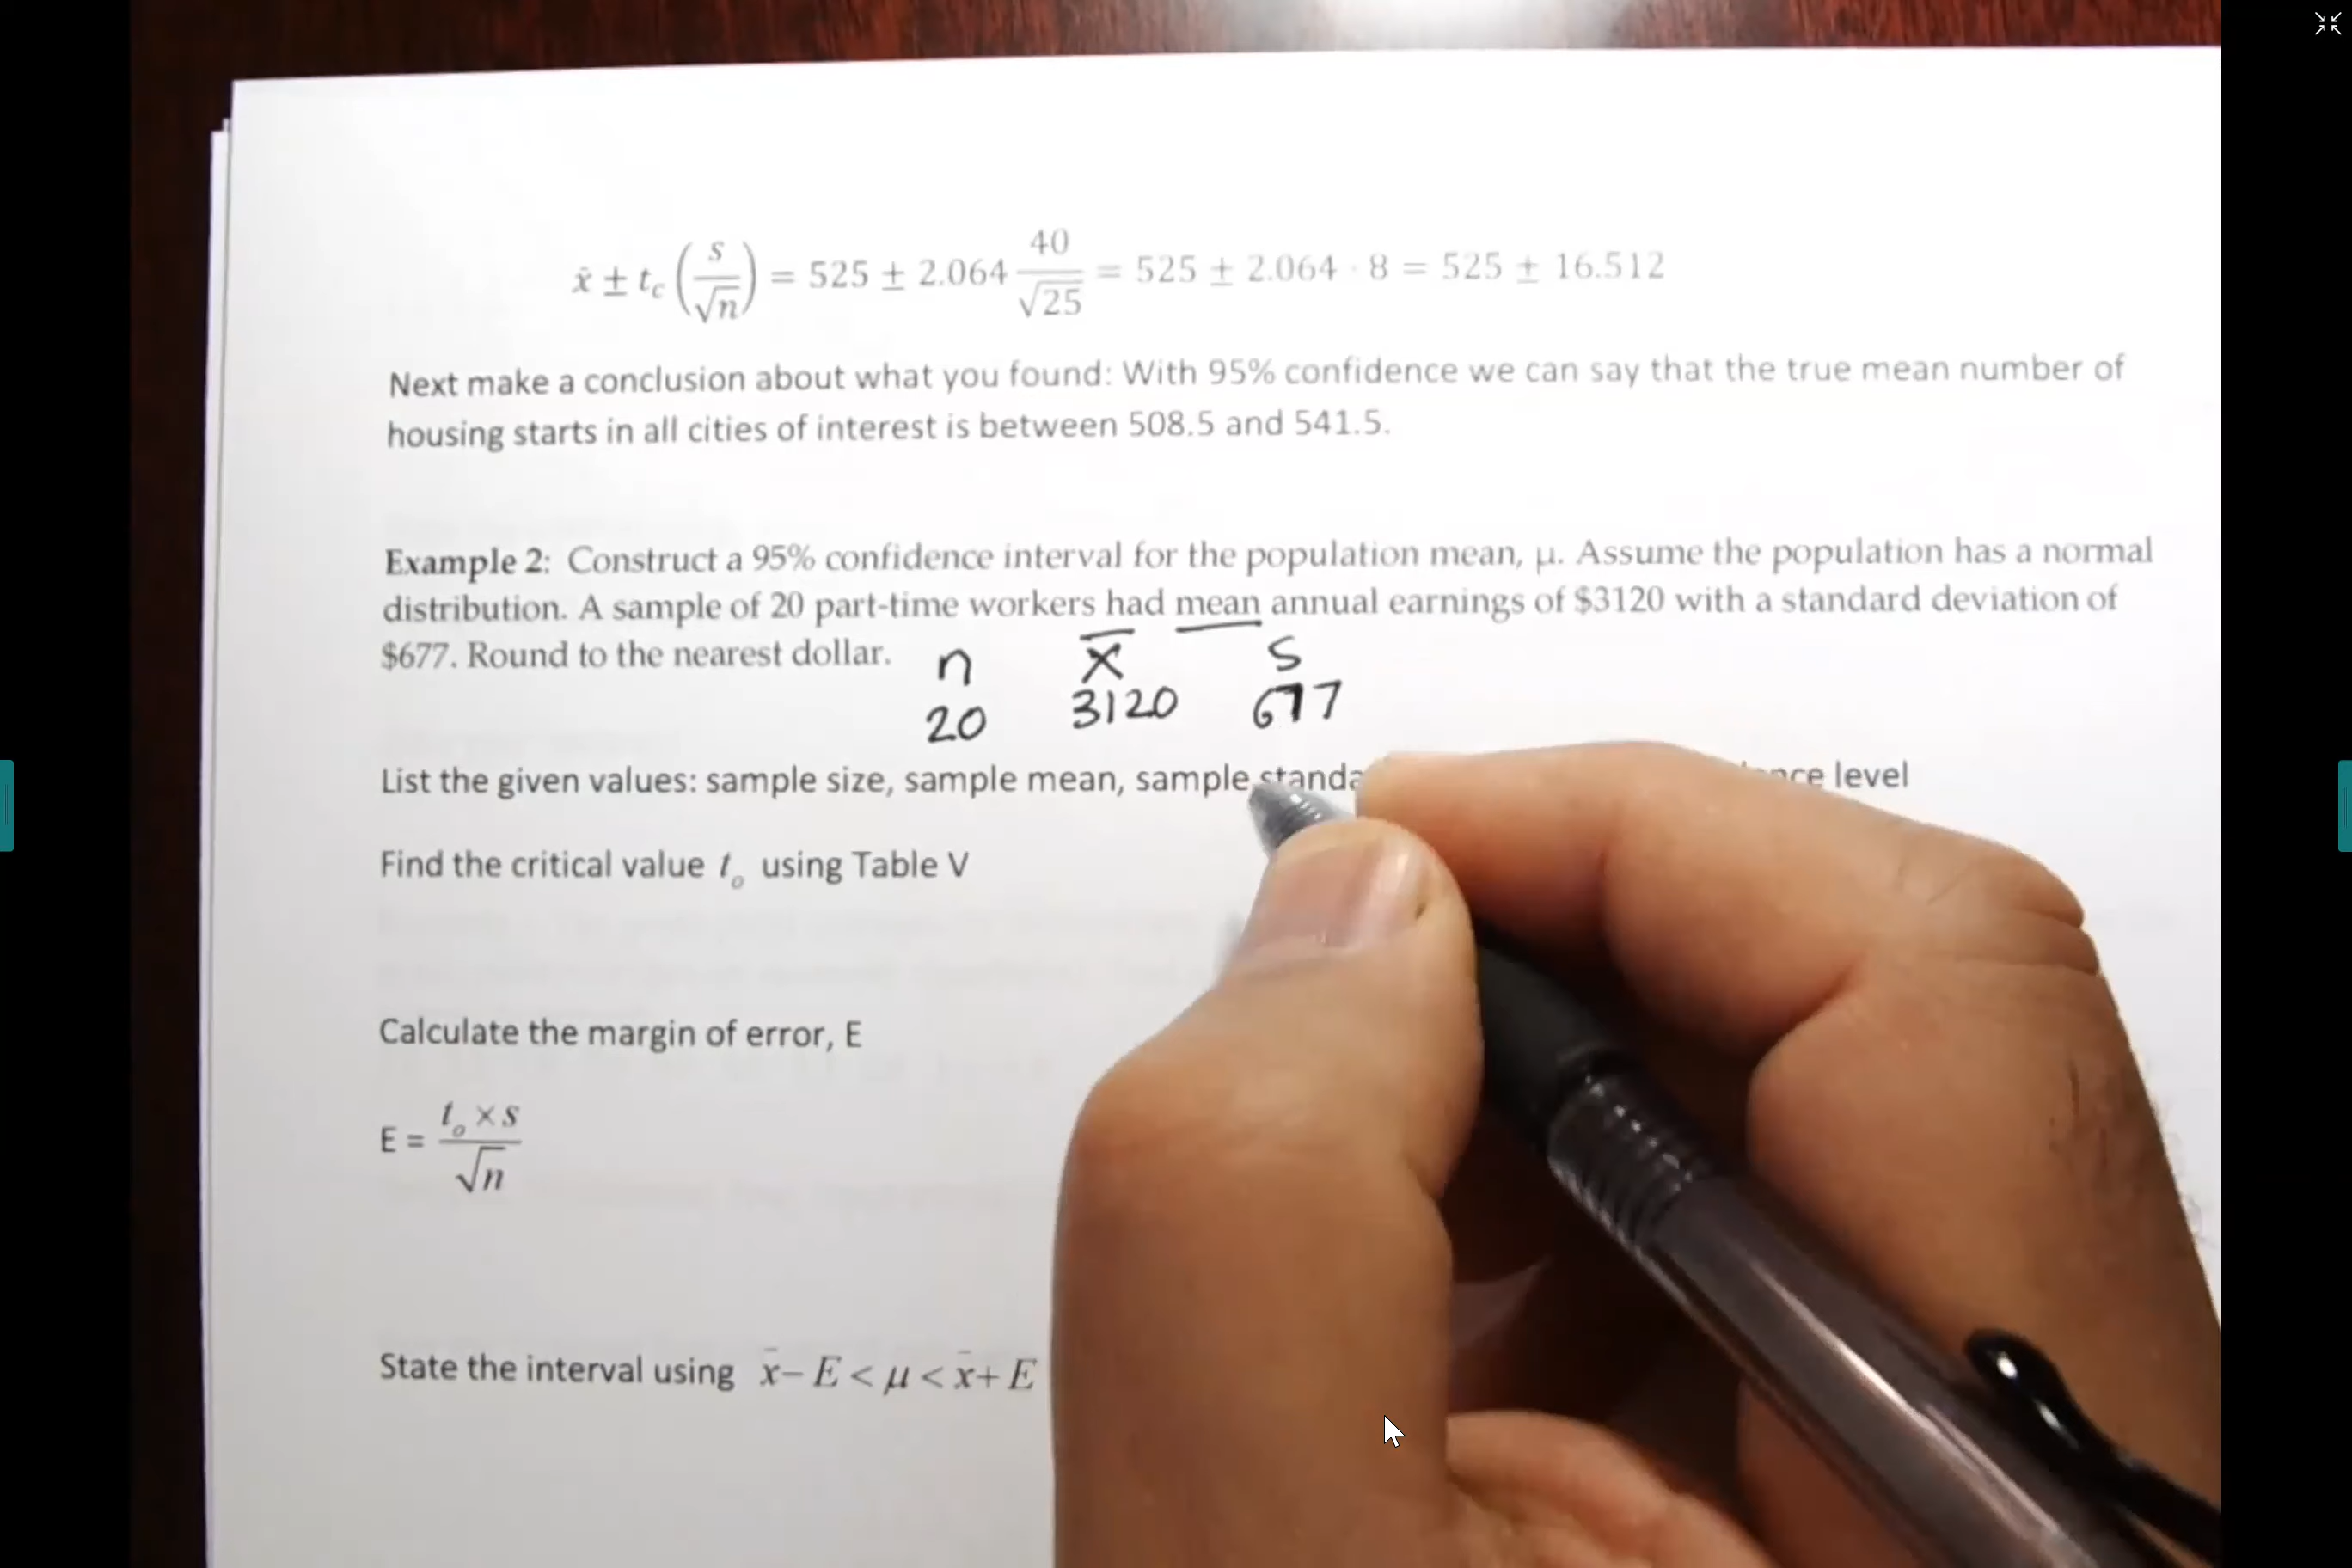 x̄ ± t_c (s/√n) = 525 ± 2.064 40/√25 = 525 ± 2.064 · 8 = 525 ± 16.512
Next make a conclusion about what you found: With 95% confidence we can say that the true mean number of
housing starts in all cities of interest is between 508.5 and 541.5.
Example 2: Construct a 95% confidence interval for the population mean, μ. Assume the population has a normal
distribution. A sample of 20 part-time workers had mean annual earnings of $3120 with a standard deviation of
$677. Round to the nearest dollar.
n x̄ s
20 3120 677
List the given values: sample size, sample mean, sample level
Find the critical value t_o using Table V
Calculate the margin of error, E
E = t_o × s / √n
State the interval using x̄ − E < μ < x̄ + E